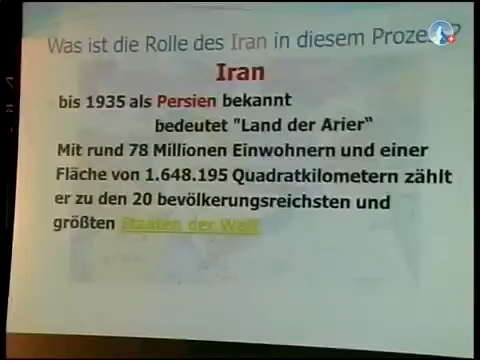 Was ist die Rolle des Iran in diesem Prozeß?
Iran
bis 1935 als Persien bekannt
bedeutet "Land der Arier“
Mit rund 78 Millionen Einwohnern und einer
Fläche von 1.648.195 Quadratkilometern zählt
er zu den 20 bevölkerungsreichsten und
größten Staaten der Welt